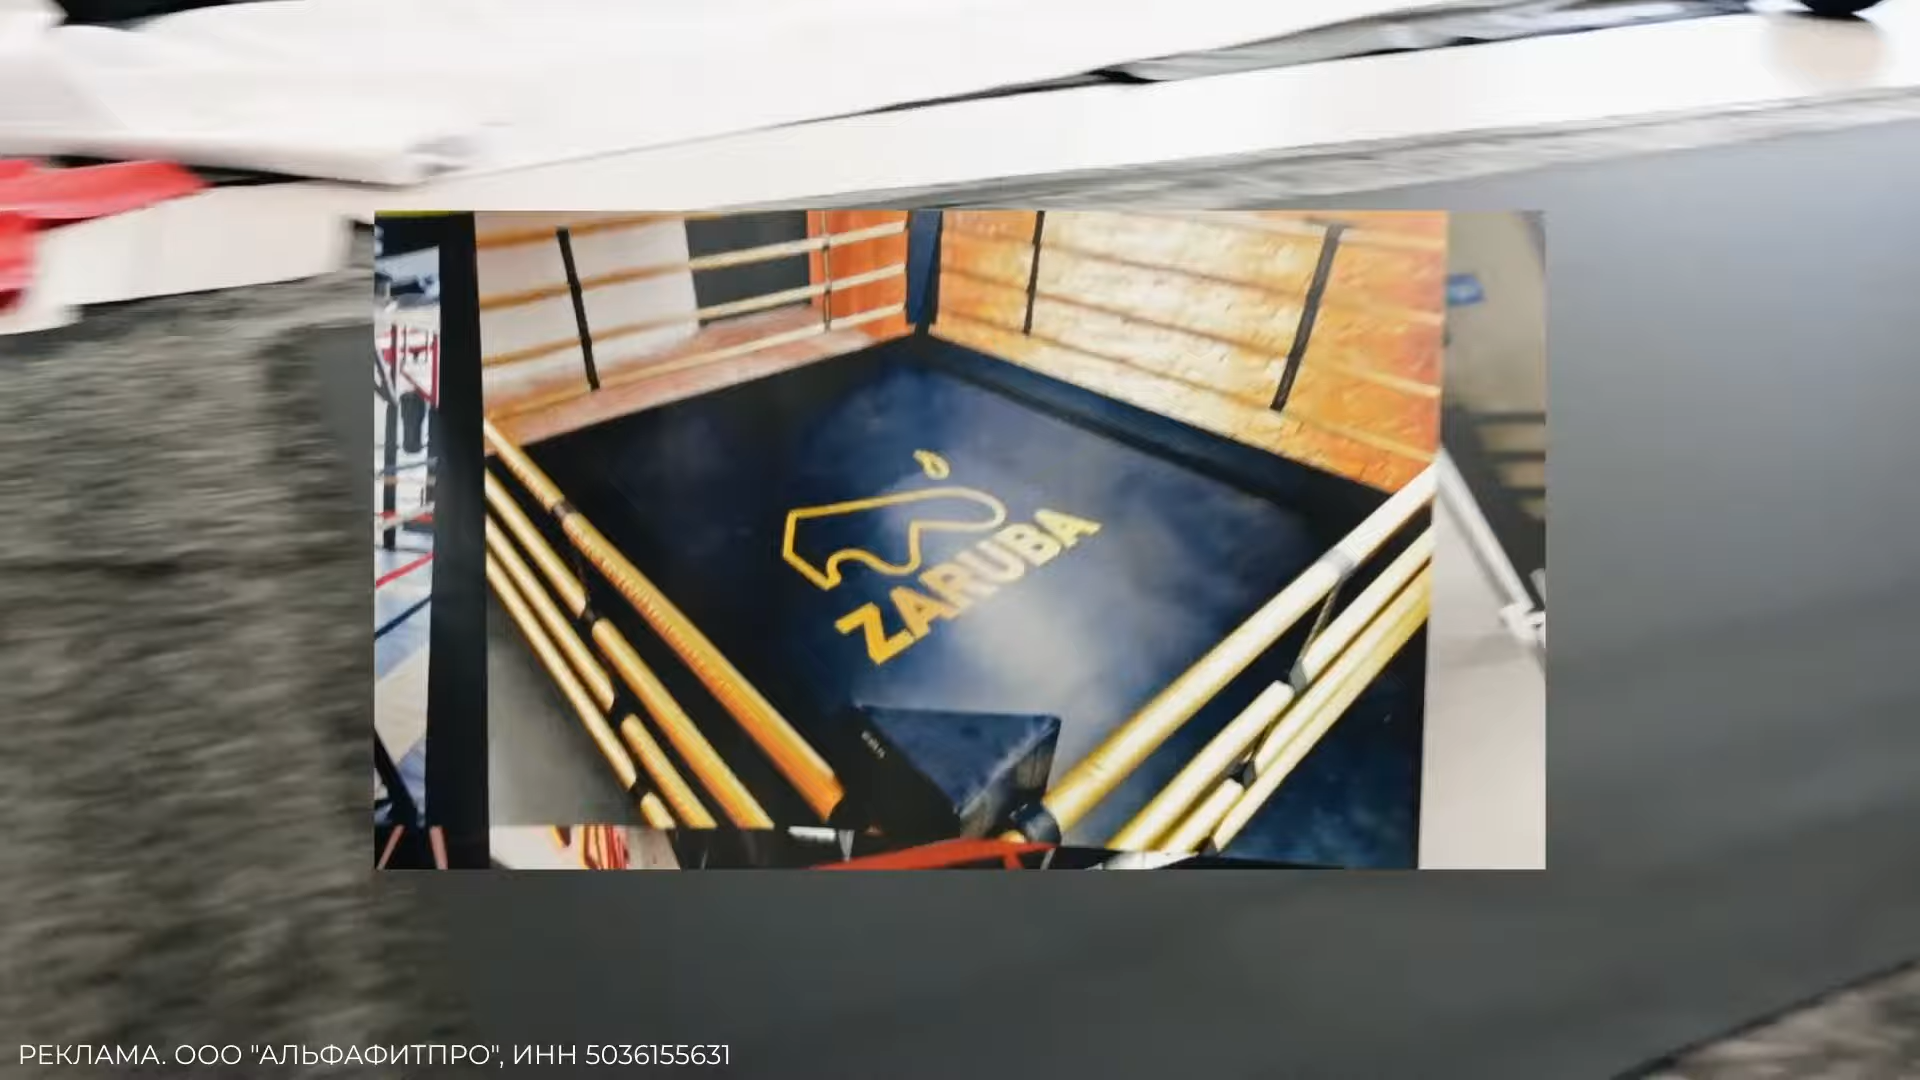 ZARUBA
РЕКЛАМА. ООО "АЛЬФАФИТПРО", ИНН 5036155631